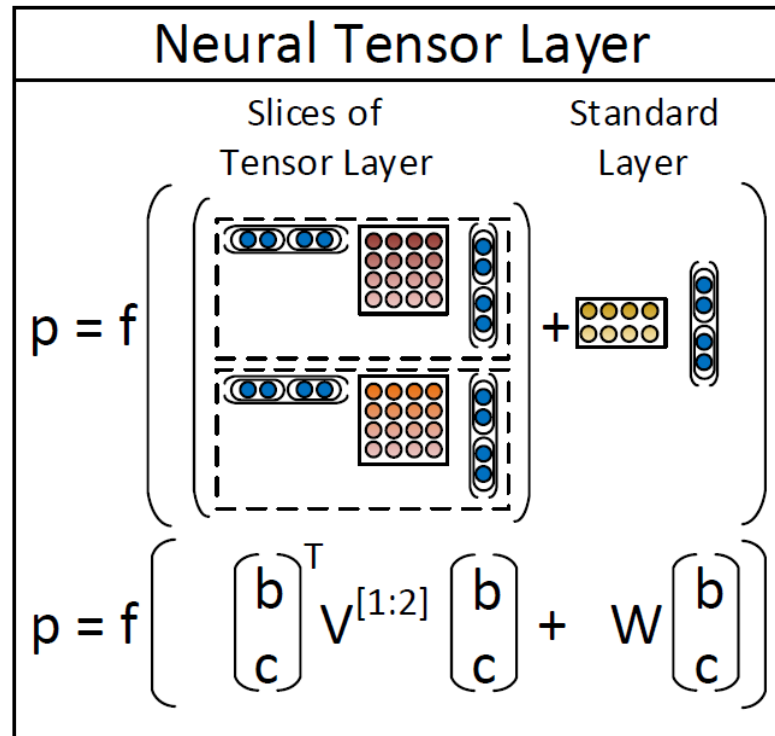 Neural Tensor Layer
Slices of Tensor Layer
Standard Layer
p = f
+
p = f ( [b c]^T V^[1:2] [b c] + W [b c] )